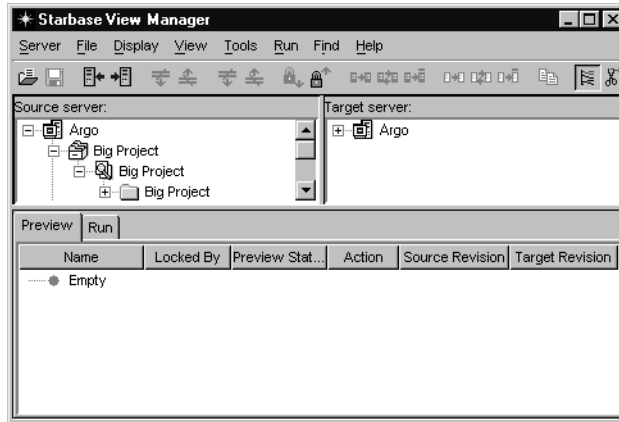 Starbase View Manager
Server File Display View Tools Run Find Help
Source server: Target server:
Argo Argo
Big Project
Big Project
Big Project
Preview Run
Name Locked By Preview Stat... Action Source Revision Target Revision
Empty